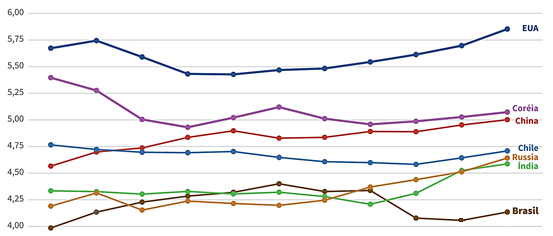 6,00
5,75
5,50
5,25
5,00
4,75
4,50
4,25
4,00
EUA
Coréia
China
Chile
Russia
Índia
Brasil